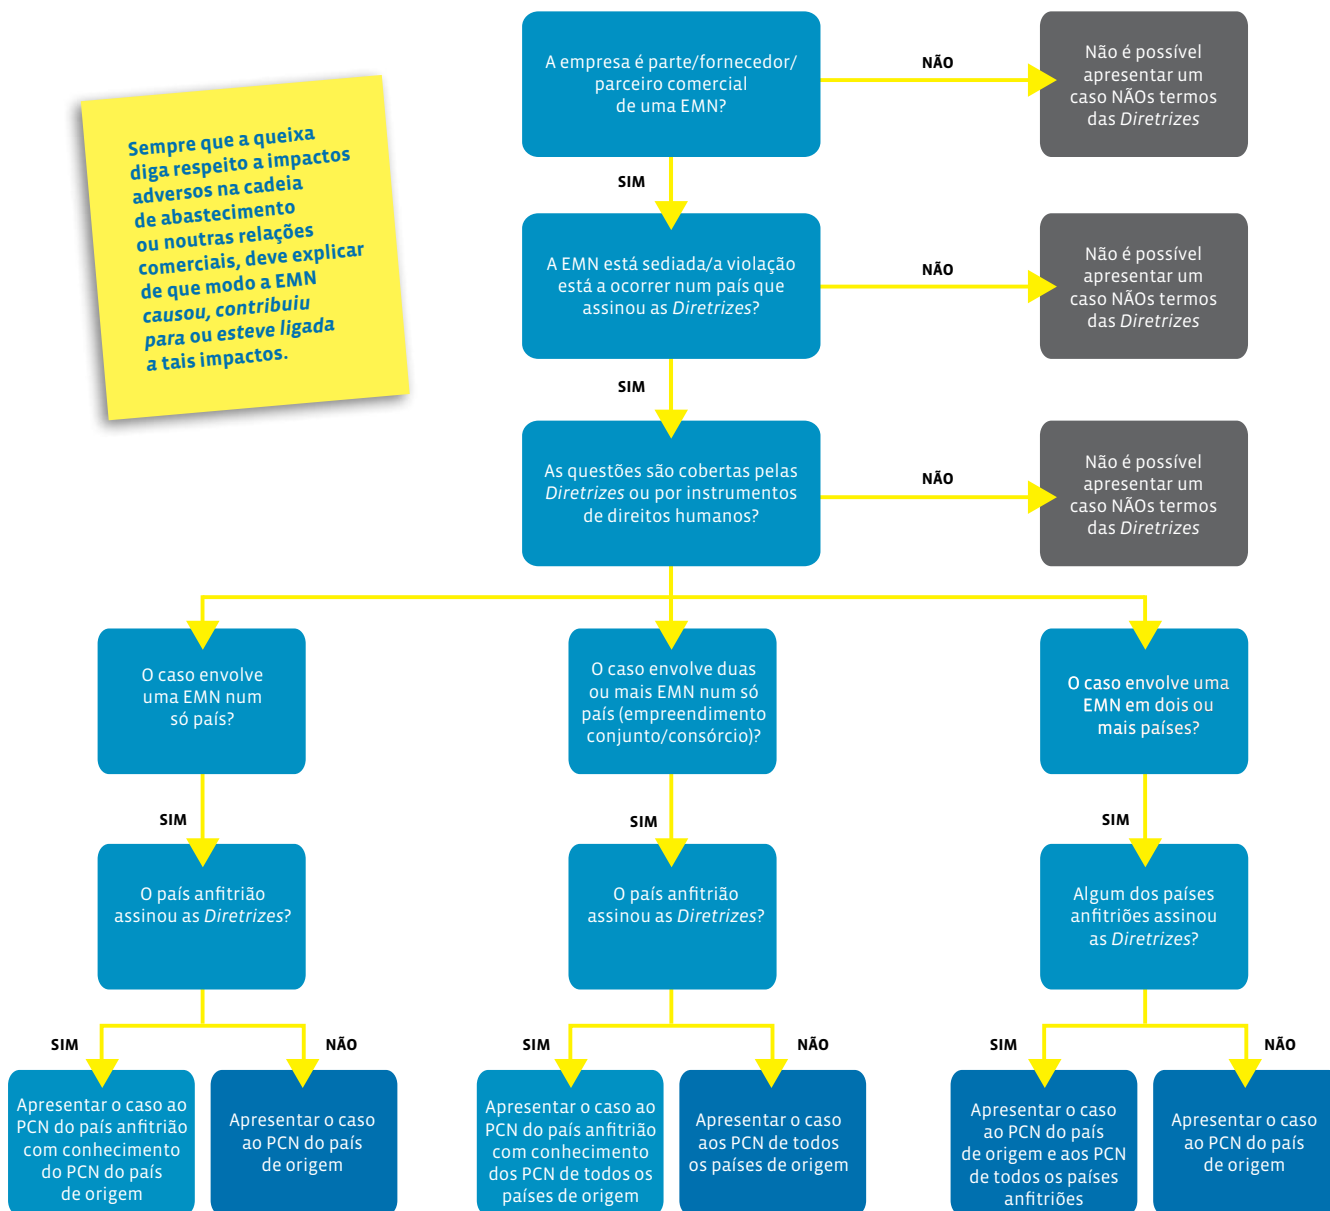 A empresa é parte/fornecedor/
parceiro comercial
de uma EMN?
NÃO
Não é possível
apresentar um
caso NÃOs termos
das Diretrizes
Sempre que a queixa
diga respeito a impactos
adversos na cadeia
de abastecimento
ou noutras relações
comerciais, deve explicar
de que modo a EMN
causou, contribuiu
para ou esteve ligada
a tais impactos.
SIM
A EMN está sediada/a violação
está a ocorrer num país que
assinou as Diretrizes?
NÃO
Não é possível
apresentar um
caso NÃOs termos
das Diretrizes
SIM
As questões são cobertas pelas
Diretrizes ou por instrumentos
de direitos humanos?
NÃO
Não é possível
apresentar um
caso NÃOs termos
das Diretrizes
O caso envolve
uma EMN num
só país?
O caso envolve duas
ou mais EMN num só
país (empreendimento
conjunto/consórcio)?
O caso envolve uma
EMN em dois ou
mais países?
SIM
SIM
SIM
O país anfitrião
assinou as Diretrizes?
O país anfitrião
assinou as Diretrizes?
Algum dos países
anfitriões assinou
as Diretrizes?
SIM
NÃO
SIM
NÃO
SIM
NÃO
Apresentar o caso ao
PCN do país anfitrião
com conhecimento
do PCN do país
de origem
Apresentar o caso
ao PCN do país
de origem
Apresentar o caso ao
PCN do país anfitrião
com conhecimento
dos PCN de todos os
países de origem
Apresentar o caso
aos PCN de todos
os países de origem
Apresentar o caso
ao PCN do país
de origem e aos PCN
de todos os países
anfitriões
Apresentar o caso
ao PCN do país
de origem